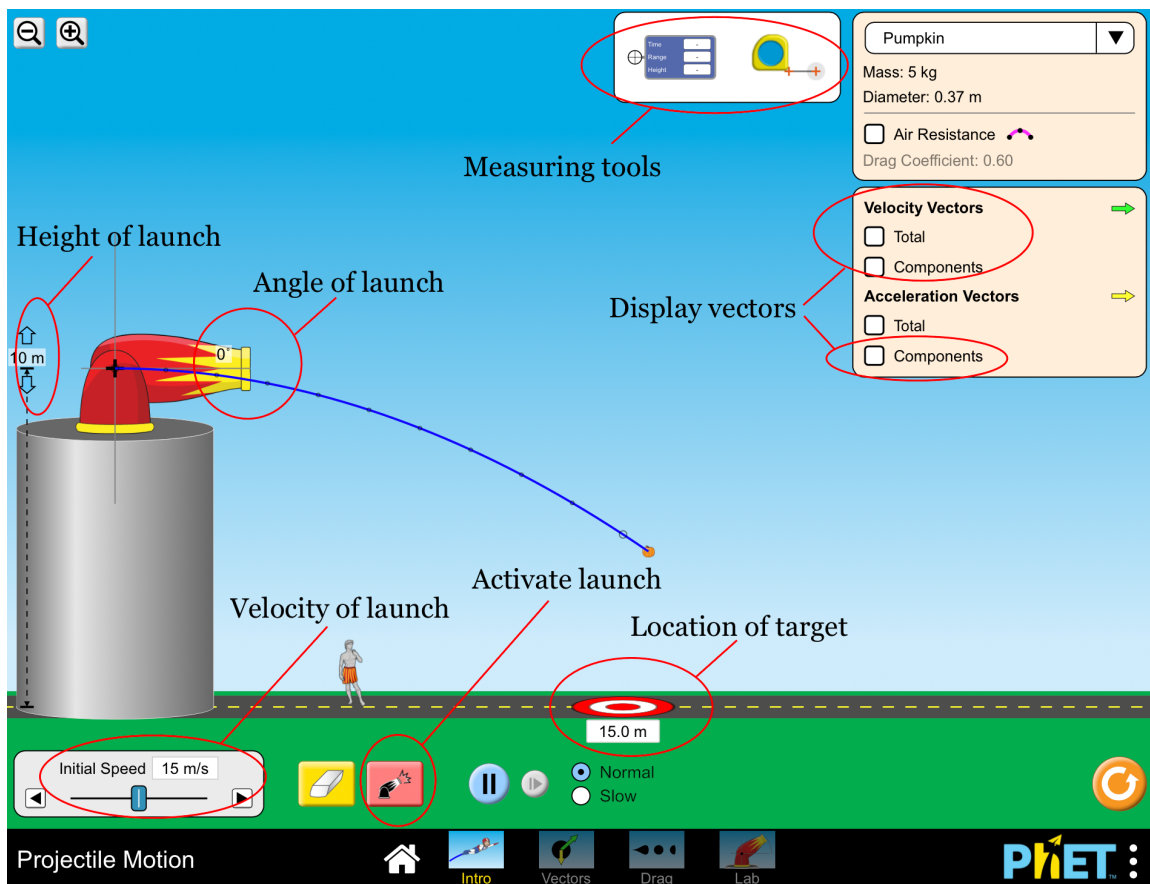 Time -
Range -
Height -
Pumpkin
Mass: 5 kg
Diameter: 0.37 m
Air Resistance
Drag Coefficient: 0.60
Measuring tools
Velocity Vectors
Total
Components
Acceleration Vectors
Total
Components
Display vectors
Height of launch
Angle of launch
10 m
0°
Activate launch
Velocity of launch
Location of target
15.0 m
Initial Speed 15 m/s
Normal
Slow
Projectile Motion
Intro
Vectors
Drag
Lab
PhET